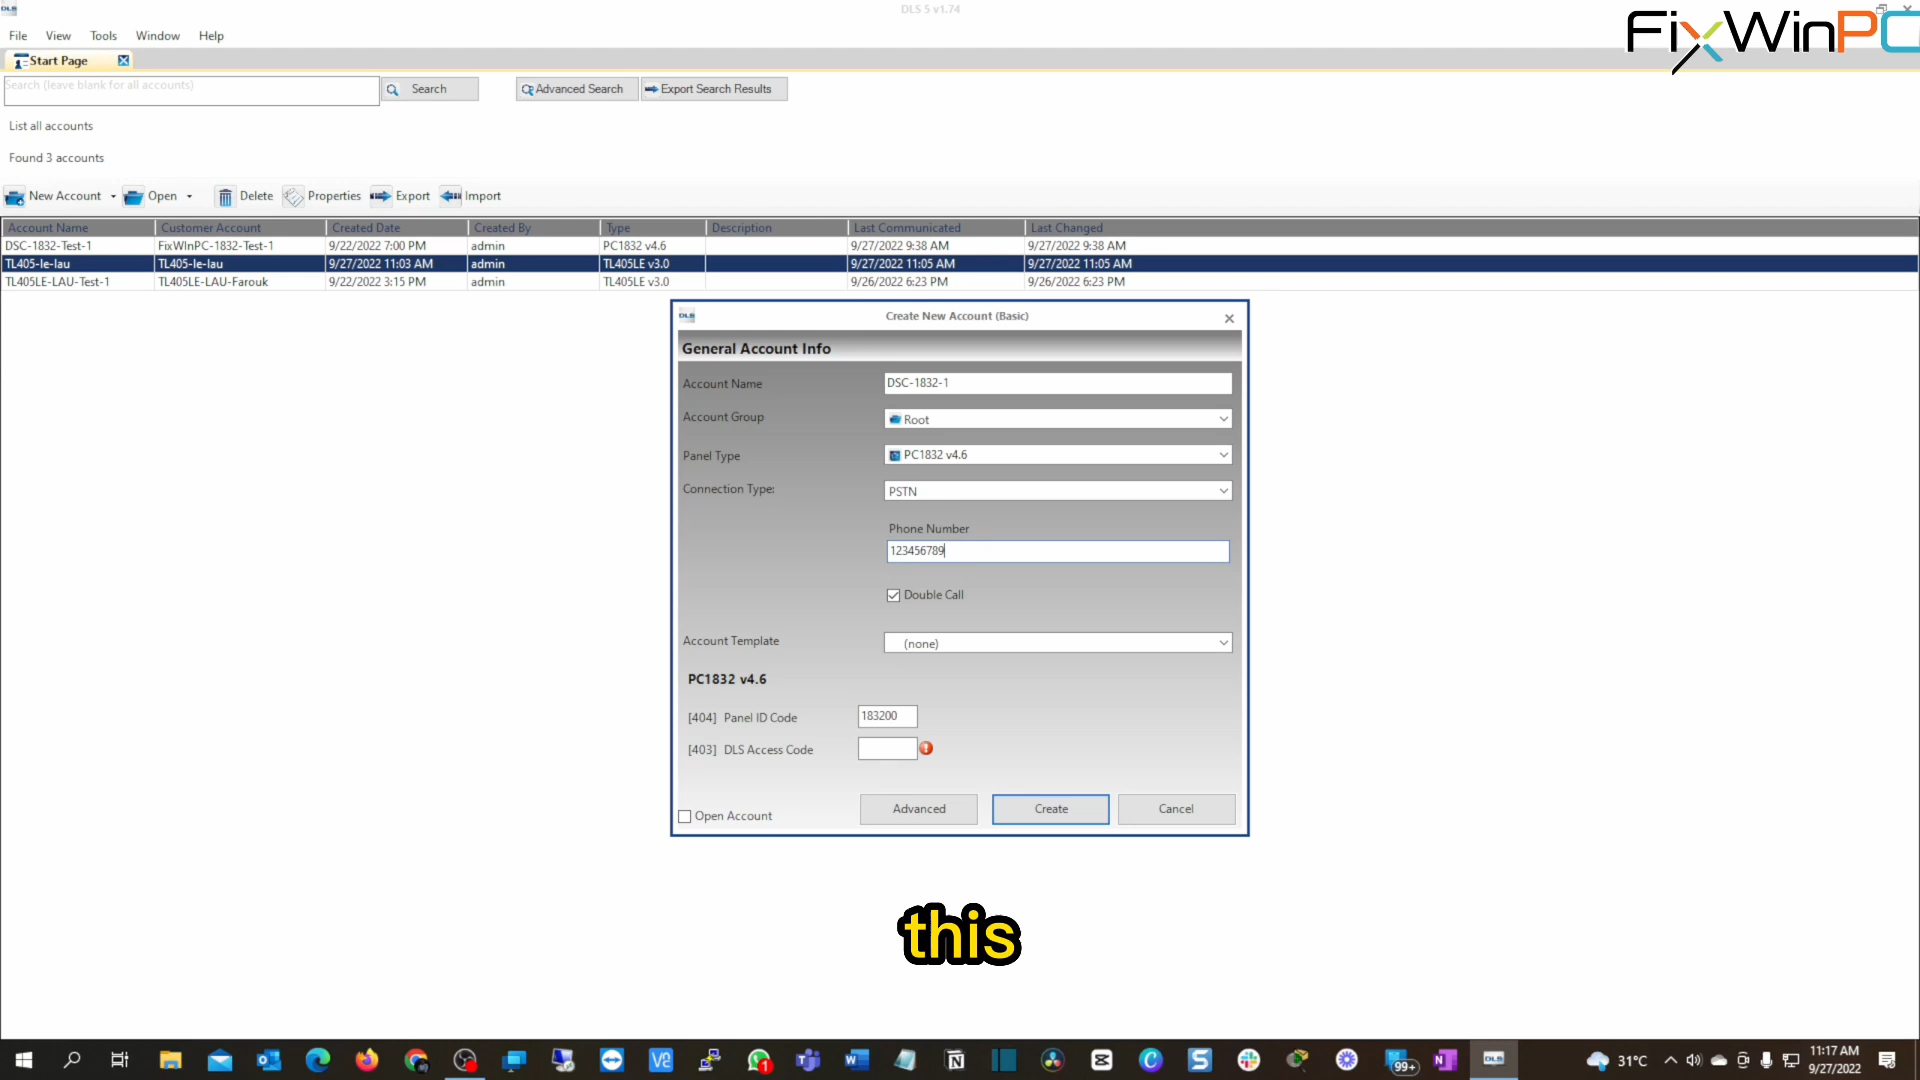 DLS
DLS 5 v1.74
FixWinPC
File View Tools Window Help
Start Page
Search (leave blank for all accounts)
Search
Advanced Search
Export Search Results
List all accounts
Found 3 accounts
New Account Open Delete Properties Export Import
Account Name Customer Account Created Date Created By Type Description Last Communicated Last Changed
DSC-1832-Test-1 FixWInPC-1832-Test-1 9/22/2022 7:00 PM admin PC1832 v4.6 9/27/2022 9:38 AM 9/27/2022 9:38 AM
TL405-le-lau TL405-le-lau 9/27/2022 11:03 AM admin TL405LE v3.0 9/27/2022 11:05 AM 9/27/2022 11:05 AM
TL405LE-LAU-Test-1 TL405LE-LAU-Farouk 9/22/2022 3:15 PM admin TL405LE v3.0 9/26/2022 6:23 PM 9/26/2022 6:23 PM
DLS Create New Account (Basic)
General Account Info
Account Name DSC-1832-1
Account Group Root
Panel Type PC1832 v4.6
Connection Type: PSTN
Phone Number
123456789
Double Call
Account Template (none)
PC1832 v4.6
[404] Panel ID Code 183200
[403] DLS Access Code
Open Account Advanced Create Cancel
this
99+ DLS 31°C 11:17 AM
9/27/2022